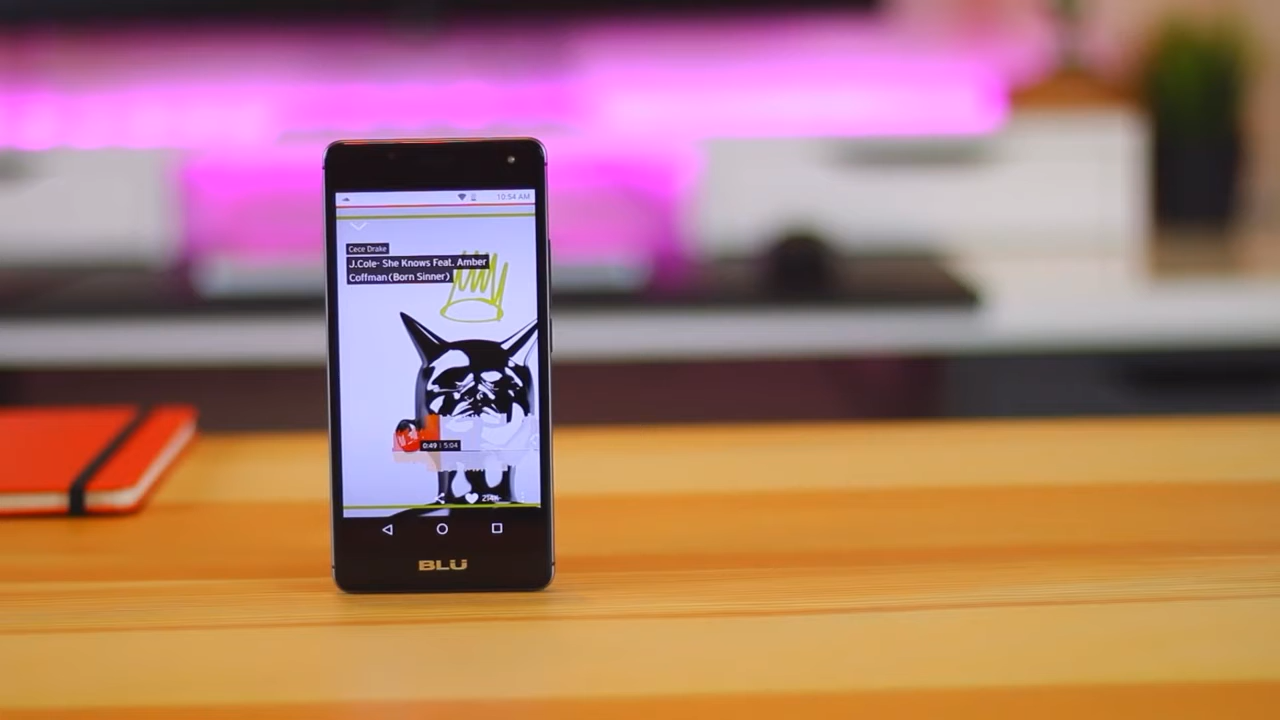 10:54 AM
Cece Drake
J.Cole- She Knows Feat. Amber
Coffman (Born Sinner)
0:49 | 5:04
BLU